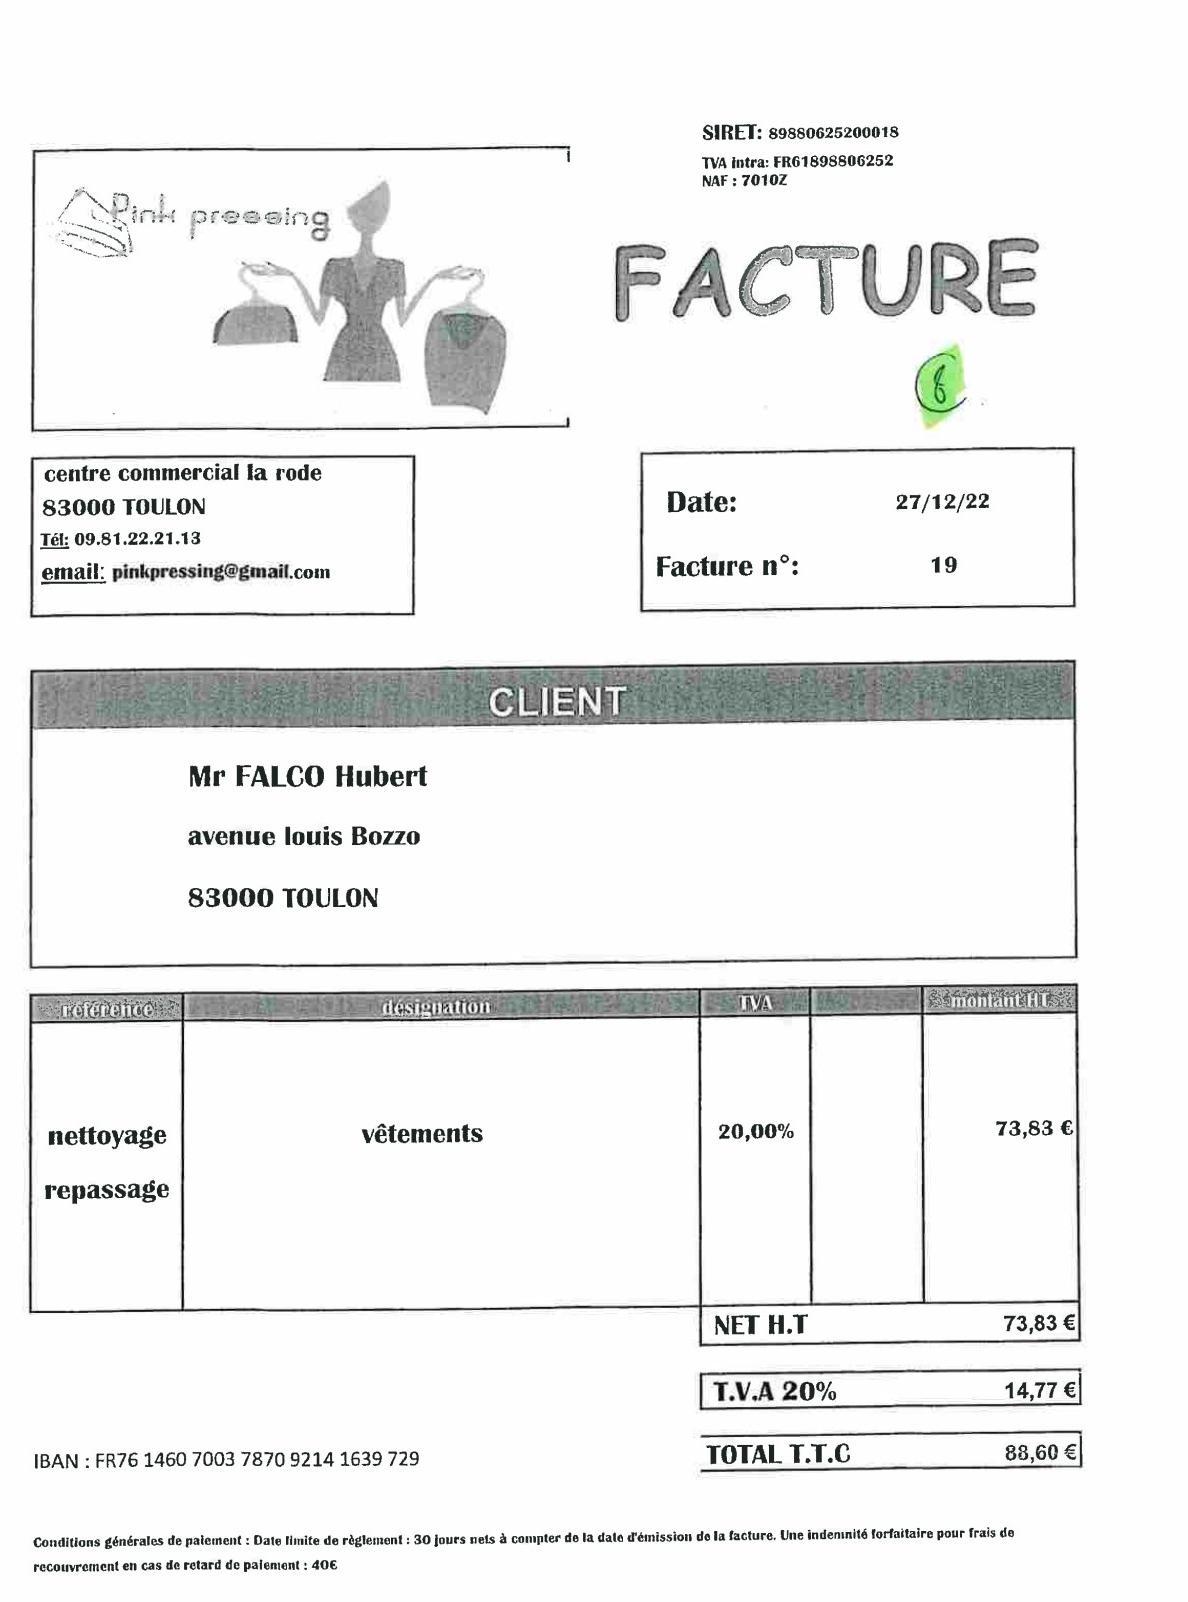 SIRET: 89880625200018
TVA intra: FR61898806252
NAF : 7010Z
Pink pressing
FACTURE
8
centre commercial la rode
83000 TOULON
Tél: 09.81.22.21.13
email: pinkpressing@gmail.com
Date: 27/12/22
Facture n°: 19
CLIENT
Mr FALCO Hubert
avenue louis Bozzo
83000 TOULON
référence désignation TVA montant HT
nettoyage vêtements 20,00% 73,83 €
repassage
NET H.T 73,83 €
T.V.A 20% 14,77 €
IBAN : FR76 1460 7003 7870 9214 1639 729
TOTAL T.T.C 88,60 €
Conditions générales de paiement : Date limite de règlement : 30 jours nets à compter de la date d'émission de la facture. Une indemnité forfaitaire pour frais de
recouvrement en cas de retard de paiement : 40€